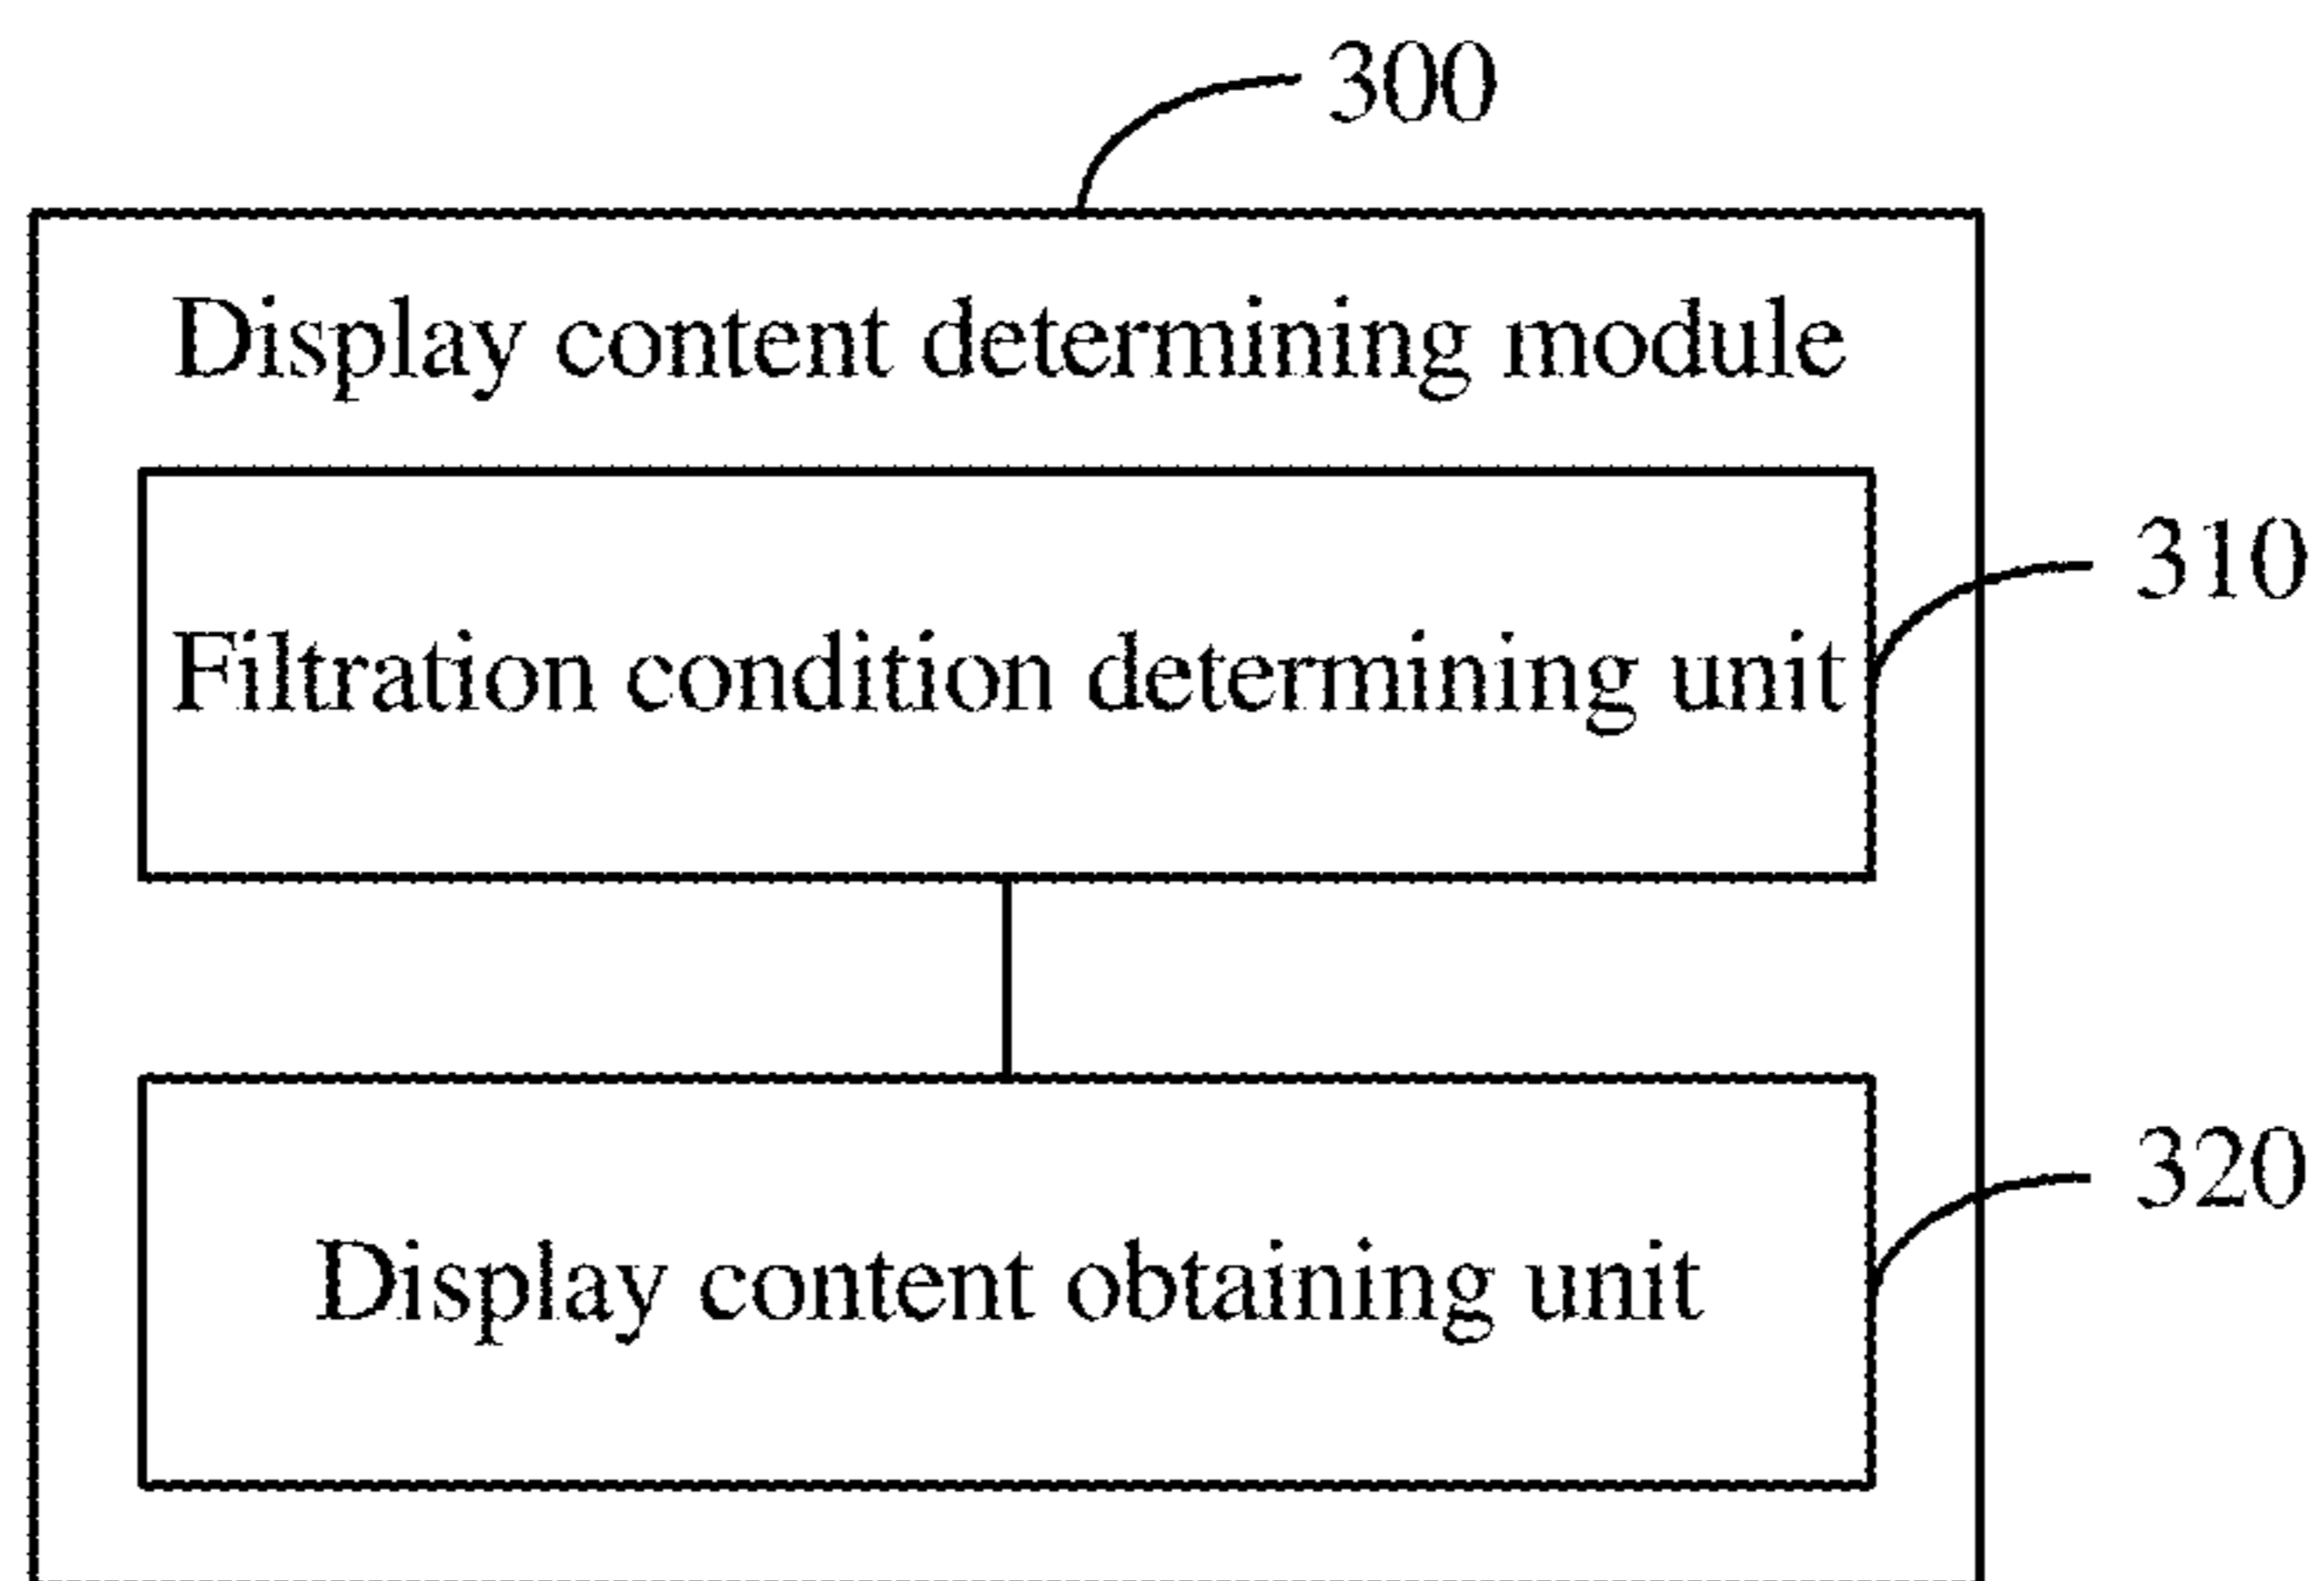 300
Display content determining module
310
Filtration condition determining unit
320
Display content obtaining unit